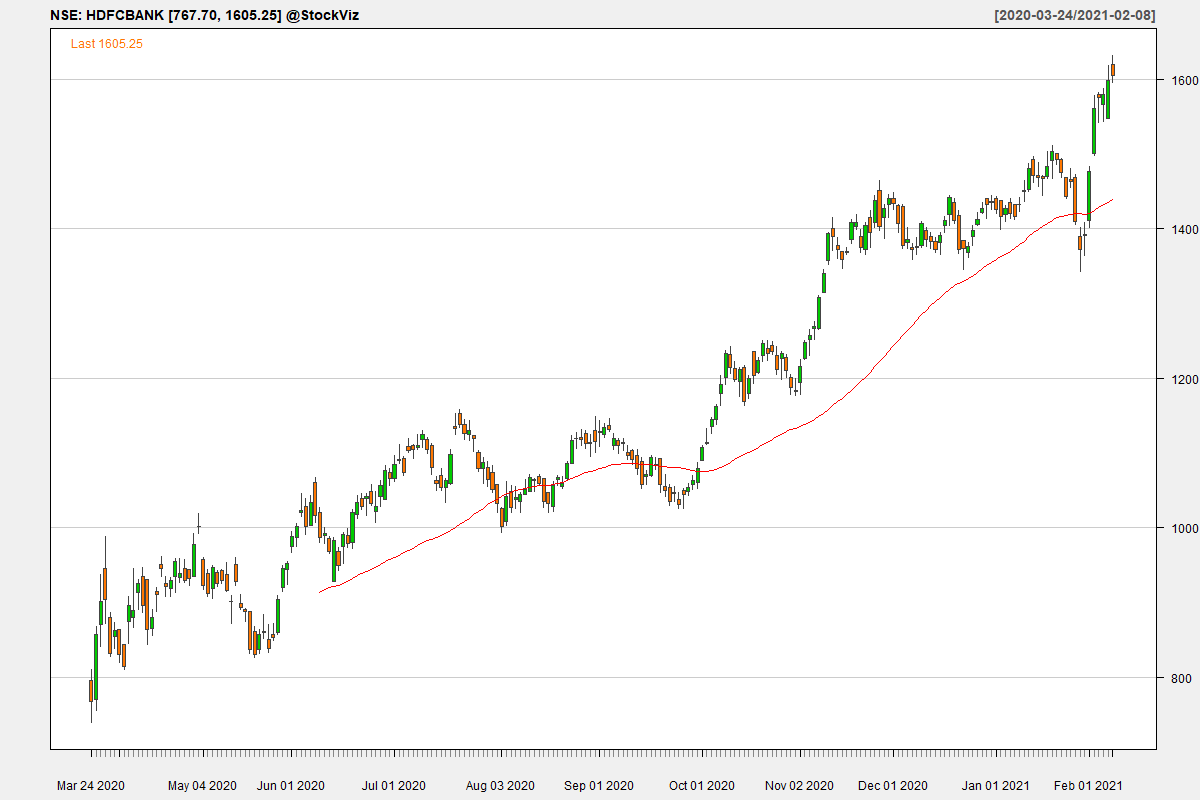 NSE: HDFCBANK [767.70, 1605.25] @StockViz
[2020-03-24/2021-02-08]
Last 1605.25
1600
1400
1200
1000
800
Mar 24 2020 May 04 2020 Jun 01 2020 Jul 01 2020 Aug 03 2020 Sep 01 2020 Oct 01 2020 Nov 02 2020 Dec 01 2020 Jan 01 2021 Feb 01 2021